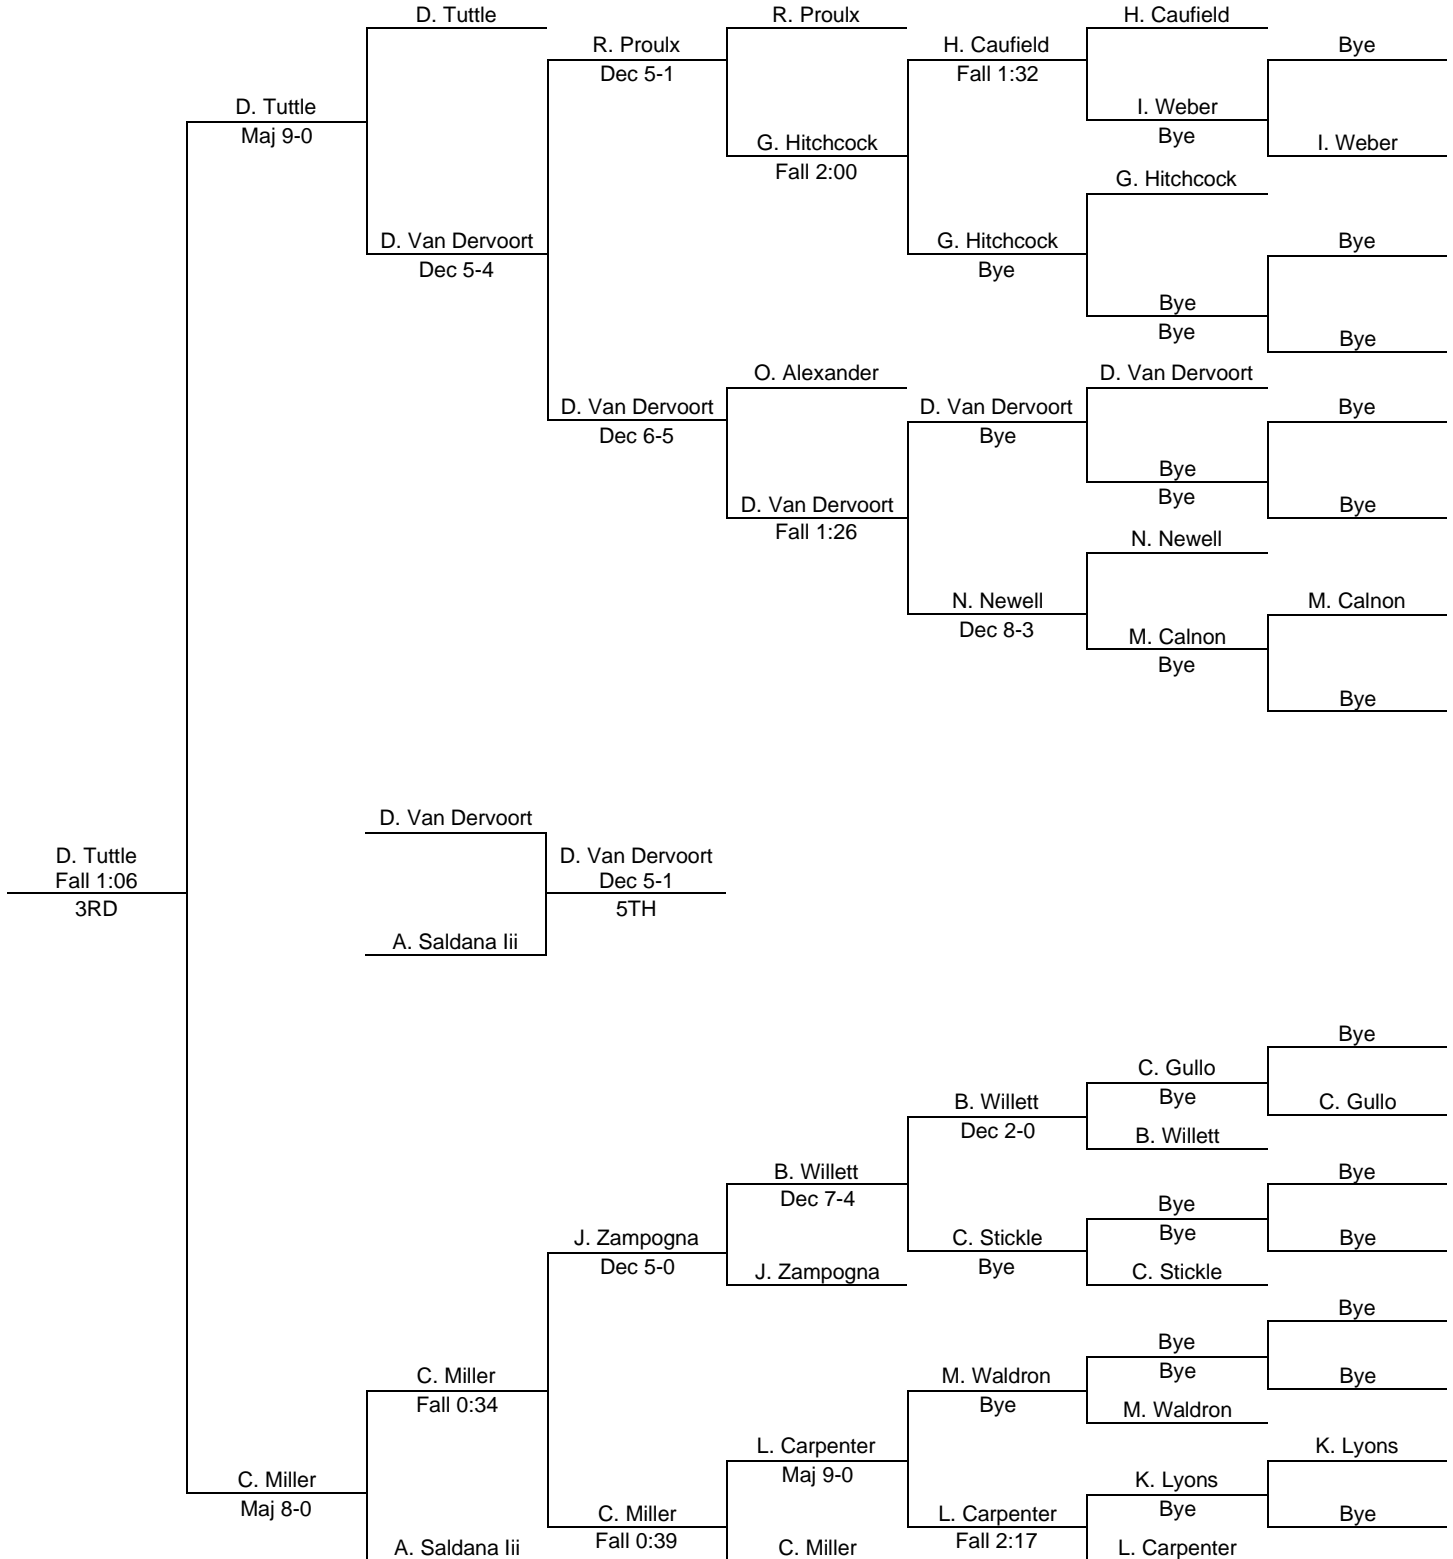 D. Tuttle
R. Proulx
H. Caufield
R. Proulx
Dec 5-1
H. Caufield
Fall 1:32
Bye
D. Tuttle
Maj 9-0
I. Weber
Bye
G. Hitchcock
Fall 2:00
I. Weber
G. Hitchcock
D. Van Dervoort
Dec 5-4
G. Hitchcock
Bye
Bye
Bye
Bye
Bye
O. Alexander
D. Van Dervoort
D. Van Dervoort
Dec 6-5
D. Van Dervoort
Bye
Bye
Bye
Bye
D. Van Dervoort
Fall 1:26
Bye
N. Newell
N. Newell
Dec 8-3
M. Calnon
M. Calnon
Bye
Bye
D. Van Dervoort
D. Tuttle
Fall 1:06
3RD
D. Van Dervoort
Dec 5-1
5TH
A. Saldana Iii
Bye
C. Gullo
Bye
B. Willett
Dec 2-0
C. Gullo
B. Willett
B. Willett
Dec 7-4
Bye
Bye
Bye
J. Zampogna
Dec 5-0
C. Stickle
Bye
Bye
J. Zampogna
C. Stickle
Bye
Bye
Bye
C. Miller
Fall 0:34
M. Waldron
Bye
Bye
M. Waldron
L. Carpenter
Maj 9-0
K. Lyons
C. Miller
Maj 8-0
K. Lyons
Bye
C. Miller
Fall 0:39
L. Carpenter
Fall 2:17
Bye
A. Saldana Iii
C. Miller
L. Carpenter